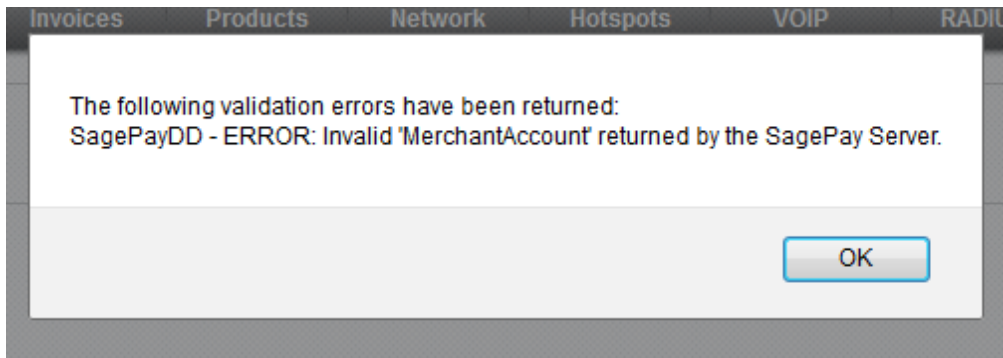 Invoices Products Network Hotspots VOIP
The following validation errors have been returned:
SagePayDD - ERROR: Invalid 'MerchantAccount' returned by the SagePay Server.
OK